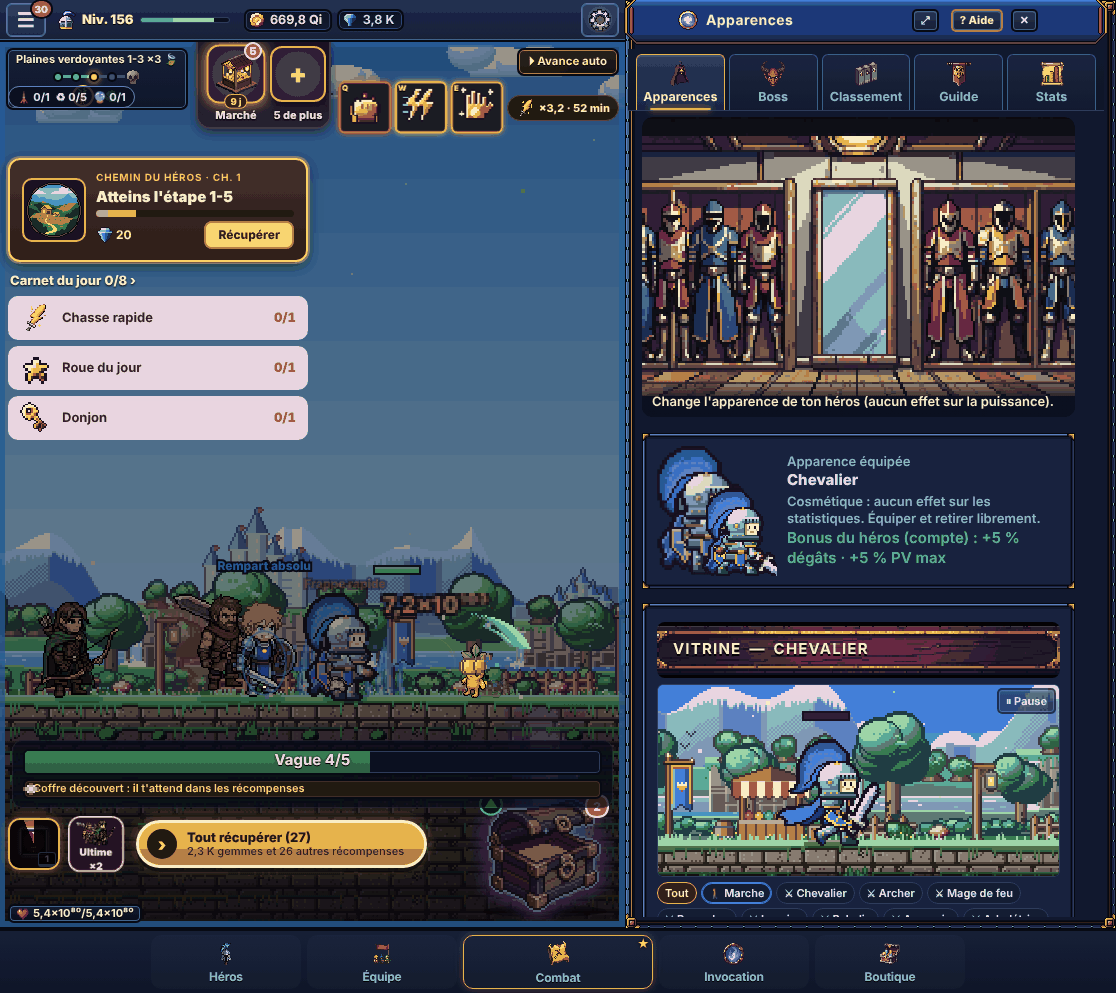 30
Niv. 156
669,8 Qi
3,8 K
Plaines verdoyantes 1-3 ×3
0/1
0/5
0/1
5
9 j
Marché
5 de plus
Avance auto
Q
W
E
×3,2 · 52 min
CHEMIN DU HÉROS · CH. 1
Atteins l'étape 1-5
20
Récupérer
Carnet du jour 0/8 ›
Chasse rapide 0/1
Roue du jour 0/1
Donjon 0/1
Rempart absolu
Vague 4/5
Coffre découvert : il t'attend dans les récompenses
1
Ultime
×2
Tout récupérer (27)
2,3 K gemmes et 26 autres récompenses
2
5,4×10⁸⁰/5,4×10⁸⁰
Apparences
? Aide
Apparences
Boss
Classement
Guilde
Stats
Change l'apparence de ton héros (aucun effet sur la puissance).
Apparence équipée
Chevalier
Cosmétique : aucun effet sur les
statistiques. Équiper et retirer librement.
Bonus du héros (compte) : +5 %
dégâts · +5 % PV max
VITRINE — CHEVALIER
Pause
Tout
Marche
Chevalier
Archer
Mage de feu
Héros
Équipe
Combat
Invocation
Boutique